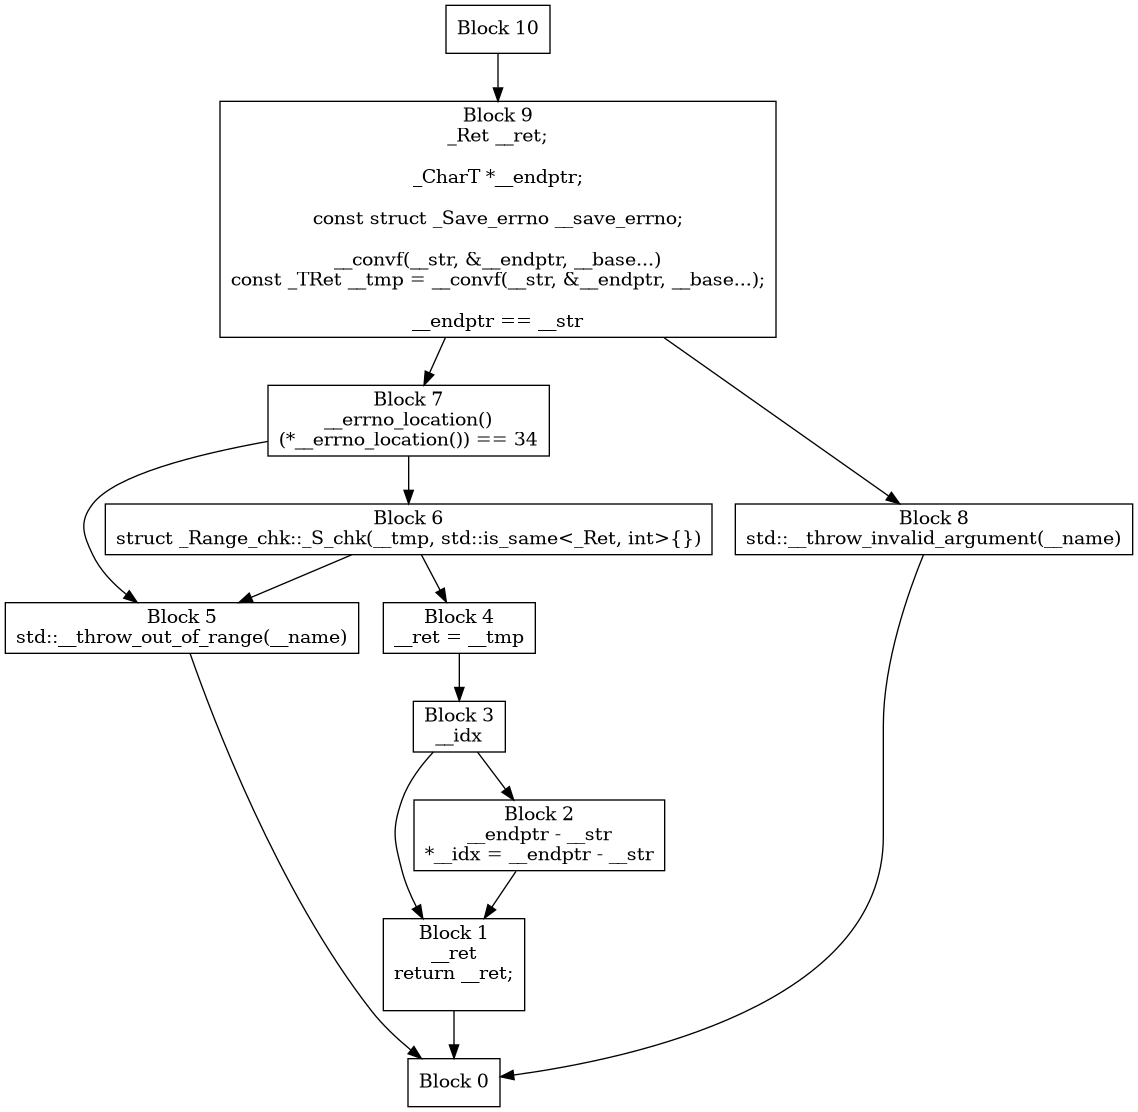 Block 10
Block 9
_Ret __ret;
_CharT *__endptr;
const struct _Save_errno __save_errno;
__convf(__str, &__endptr, __base...)
const _TRet __tmp = __convf(__str, &__endptr, __base...);
__endptr == __str
Block 7
__errno_location()
(*__errno_location()) == 34
Block 6
struct _Range_chk::_S_chk(__tmp, std::is_same<_Ret, int>{})
Block 8
std::__throw_invalid_argument(__name)
Block 5
std::__throw_out_of_range(__name)
Block 4
__ret = __tmp
Block 3
__idx
Block 2
__endptr - __str
*__idx = __endptr - __str
Block 1
__ret
return __ret;
Block 0